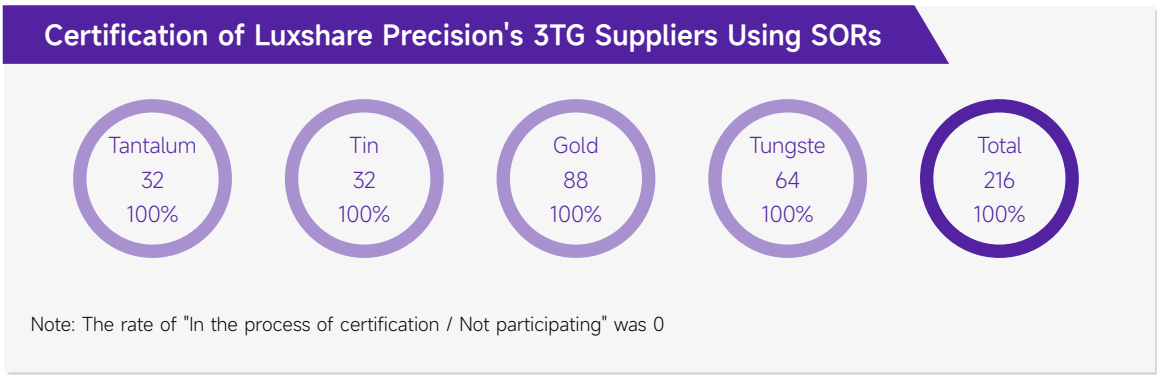 Certification of Luxshare Precision's 3TG Suppliers Using SORs
Tantalum
32
100%
Tin
32
100%
Gold
88
100%
Tungste
64
100%
Total
216
100%
Note: The rate of "In the process of certification / Not participating" was 0